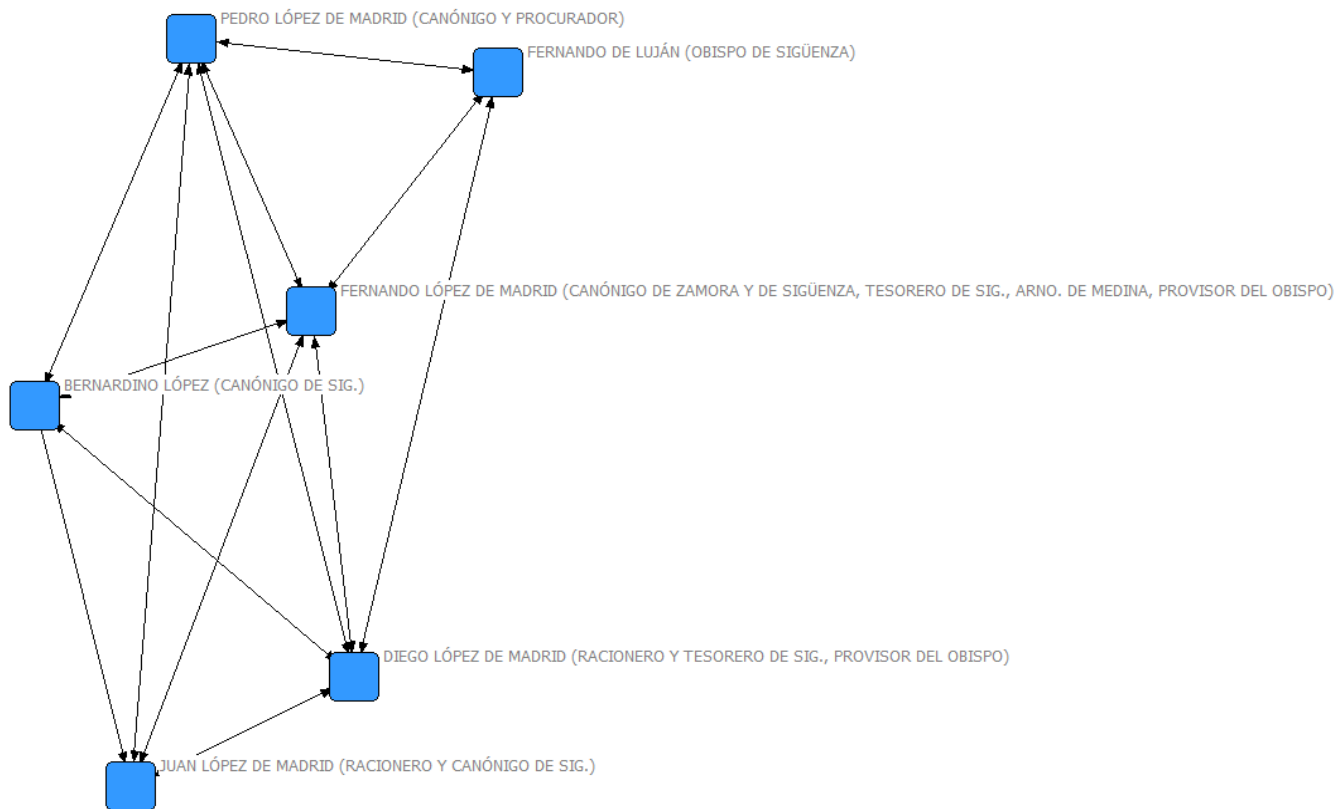 PEDRO LÓPEZ DE MADRID (CANÓNIGO Y PROCURADOR)
FERNANDO DE LUJÁN (OBISPO DE SIGÜENZA)
FERNANDO LÓPEZ DE MADRID (CANÓNIGO DE ZAMORA Y DE SIGÜENZA, TESORERO DE SIG., ARNO. DE MEDINA, PROVISOR DEL OBISPO)
BERNARDINO LÓPEZ (CANÓNIGO DE SIG.)
DIEGO LÓPEZ DE MADRID (RACIONERO Y TESORERO DE SIG., PROVISOR DEL OBISPO)
JUAN LÓPEZ DE MADRID (RACIONERO Y CANÓNIGO DE SIG.)